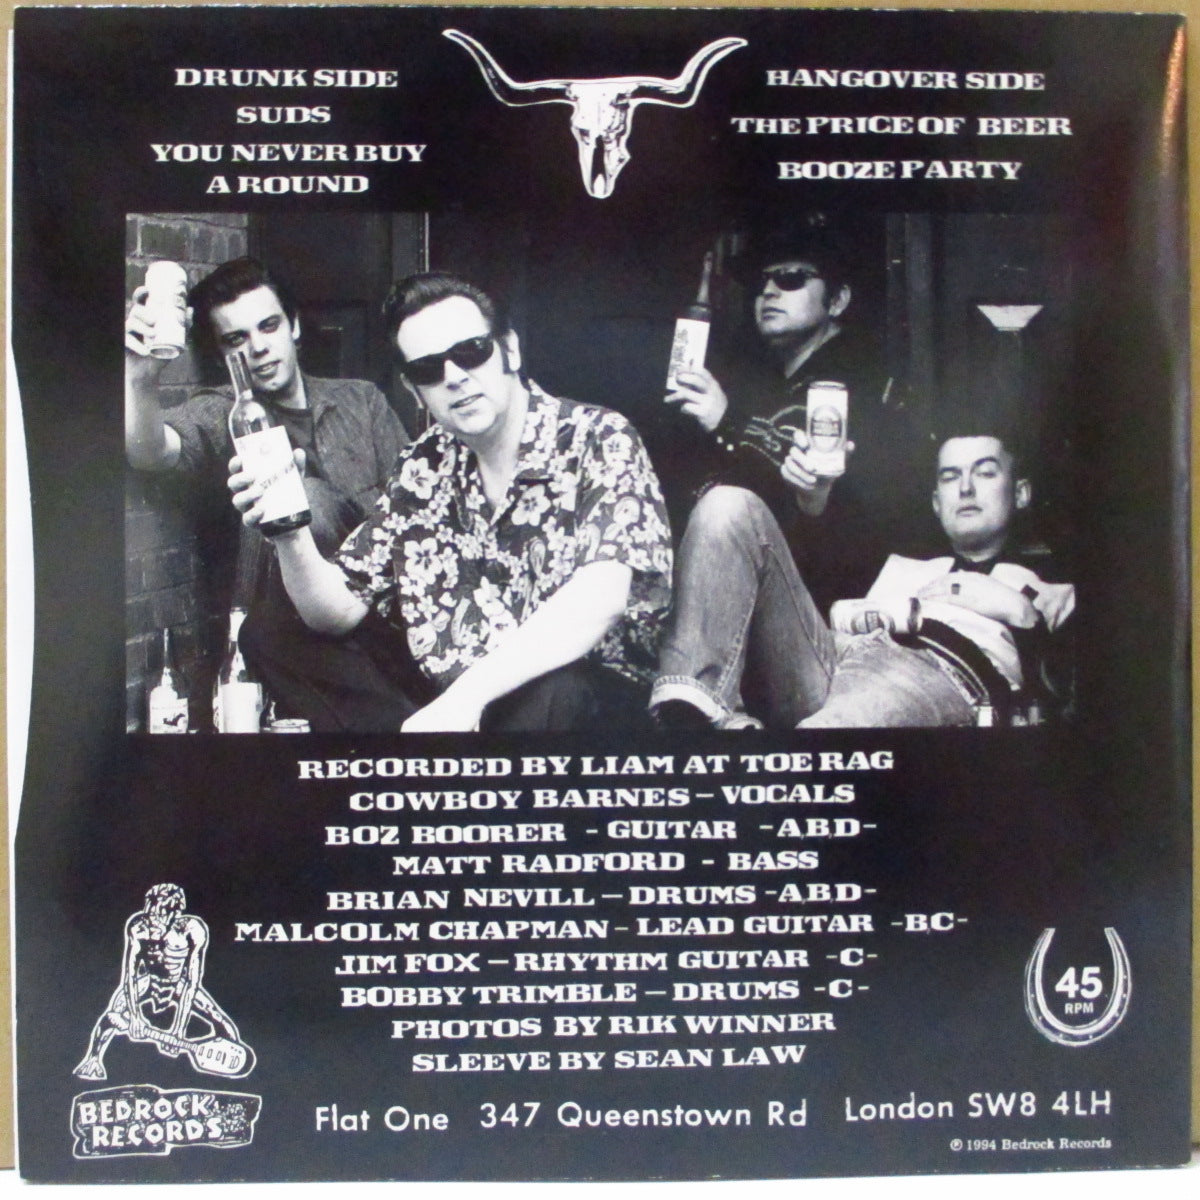 DRUNK SIDE
SUDS
YOU NEVER BUY
A ROUND
HANGOVER SIDE
THE PRICE OF BEER
BOOZE PARTY
RECORDED BY LIAM AT TOE RAG
COWBOY BARNES – VOCALS
BOZ BOORER - GUITAR -A,B,D-
MATT RADFORD - BASS
BRIAN NEVILL – DRUMS -A,B,D-
MALCOLM CHAPMAN – LEAD GUITAR -B,C-
JIM FOX – RHYTHM GUITAR -C-
BOBBY TRIMBLE – DRUMS -C-
PHOTOS BY RIK WINNER
SLEEVE BY SEAN LAW
45
RPM
BEDROCK
RECORDS
Flat One 347 Queenstown Rd London SW8 4LH
℗ 1994 Bedrock Records